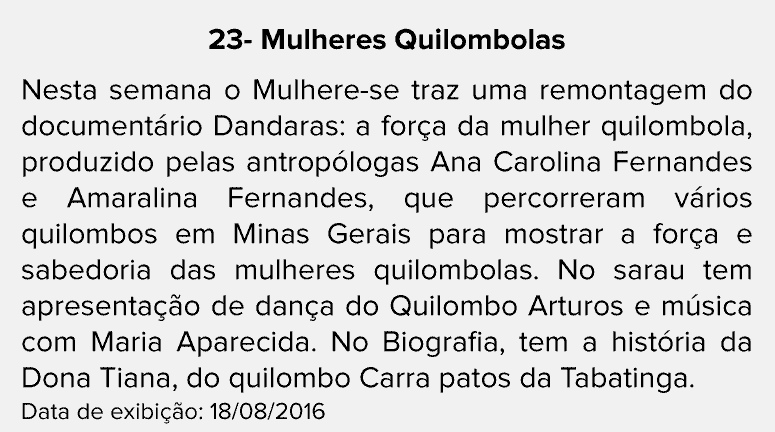 23- Mulheres Quilombolas
Nesta semana o Mulhere-se traz uma remontagem do
documentário Dandaras: a força da mulher quilombola,
produzido pelas antropólogas Ana Carolina Fernandes
e Amaralina Fernandes, que percorreram vários
quilombos em Minas Gerais para mostrar a força e
sabedoria das mulheres quilombolas. No sarau tem
apresentação de dança do Quilombo Arturos e música
com Maria Aparecida. No Biografia, tem a história da
Dona Tiana, do quilombo Carra patos da Tabatinga.
Data de exibição: 18/08/2016